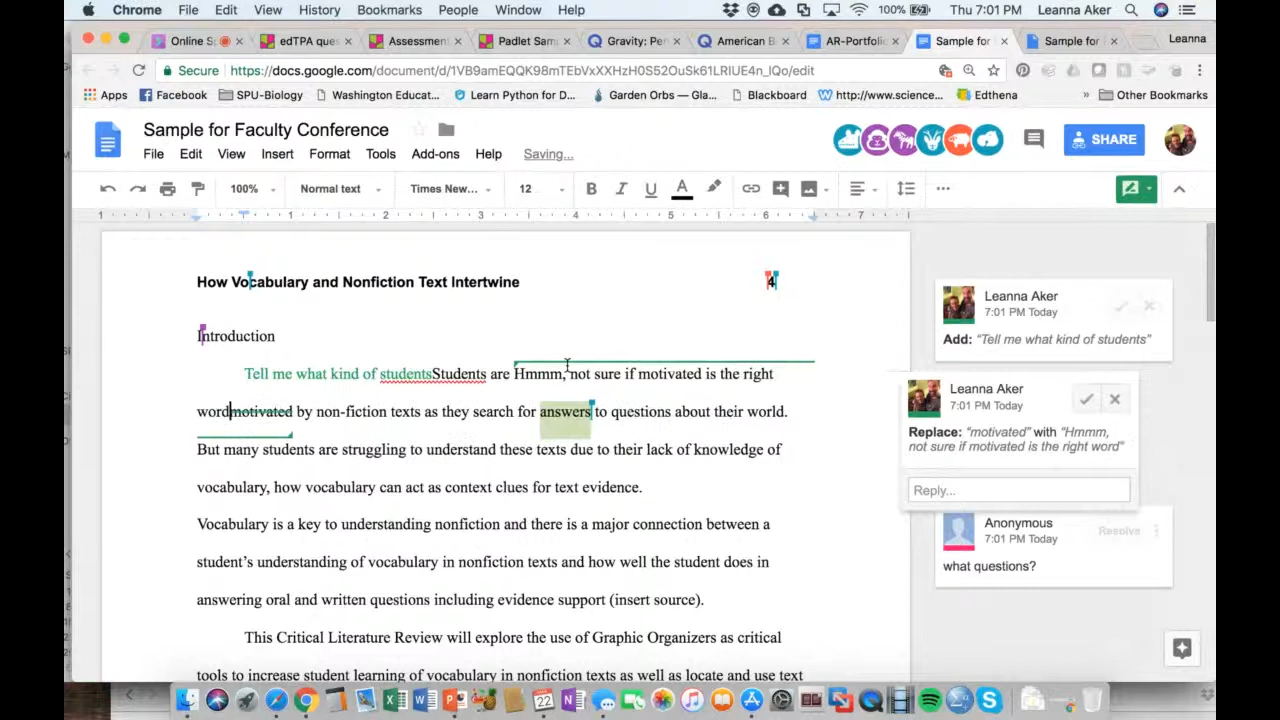 Chrome File Edit View History Bookmarks People Window Help 100% Thu 7:01 PM Leanna Aker
Online S edTPA ques Assessment Padlet Sam Gravity: Per American B AR-Portfolio Sample for Sample for F Leanna
Secure https://docs.google.com/document/d/1VB9amEQQK98mTEbVxXXHzH0S52OuSk61LRIUE4n_lQo/edit
Apps Facebook SPU-Biology Washington Educat... Learn Python for D... Garden Orbs — Gla... Blackboard http://www.science... Edthena » Other Bookmarks
Sample for Faculty Conference
File Edit View Insert Format Tools Add-ons Help Saving...
SHARE
100% Normal text Times New... 12 B I U A
1 1 2 3 4 5 6 7
How Vocabulary and Nonfiction Text Intertwine 4
Introduction
Tell me what kind of studentsStudents are Hmmm, not sure if motivated is the right
wordmotivated by non-fiction texts as they search for answers to questions about their world.
But many students are struggling to understand these texts due to their lack of knowledge of
vocabulary, how vocabulary can act as context clues for text evidence.
Vocabulary is a key to understanding nonfiction and there is a major connection between a
student's understanding of vocabulary in nonfiction texts and how well the student does in
answering oral and written questions including evidence support (insert source).
This Critical Literature Review will explore the use of Graphic Organizers as critical
tools to increase student learning of vocabulary in nonfiction texts as well as locate and use text
Leanna Aker
7:01 PM Today
Add: "Tell me what kind of students"
Leanna Aker
7:01 PM Today
Replace: "motivated" with "Hmmm,
not sure if motivated is the right word"
Reply...
Anonymous
7:01 PM Today
Resolve
what questions?
22